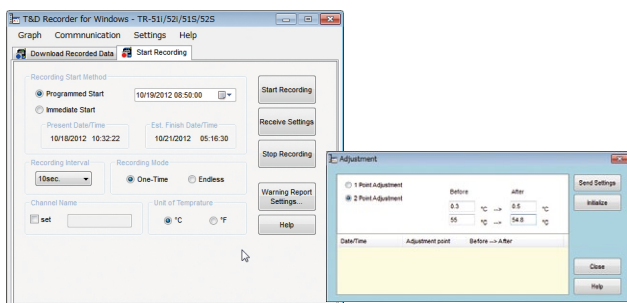 T&D Recorder for Windows - TR-51i/52i/51S/52S
Graph Commnunication Settings Help
Download Recorded Data Start Recording
Recording Start Method
Programmed Start 10/19/2012 08:50:00
Immediate Start
Present Date/Time Est. Finish Date/Time
10/18/2012 10:32:22 10/21/2012 05:16:30
Recording Interval Recording Mode
10sec. One-Time Endless
Channel Name Unit of Temprature
set °C °F
Start Recording
Receive Settings
Stop Recording
Warning Report
Settings...
Help
Adjustment
1 Point Adjustment
2 Point Adjustment
Before After
0.3 °C --> 0.5 °C
55 °C --> 54.8 °C
Date/Time Adjustment point Before --> After
Send Settings
Initialize
Close
Help